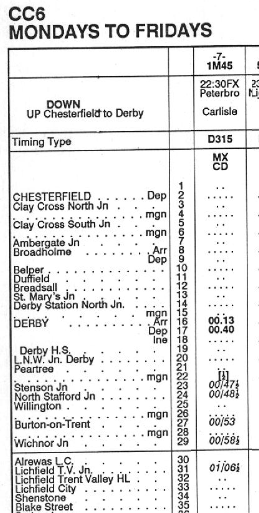 CC6
MONDAYS TO FRIDAYS
-7-
1M45
22:30FX
Peterbro
DOWN
UP Chesterfield to Derby
Carlisle
Timing Type
D315
MX
CD
1
CHESTERFIELD . . . . . . . Dep 2 . . . . .
Clay Cross North Jn . . . 3 . .
. . . . . . . . . . . . . . mgn 4 . . . . .
Clay Cross South Jn . . . 5 . .
. . . . . . . . . . . . . . mgn 6 . . . . .
Ambergate Jn . . . . . 7 . .
Broadholme . . . . . . . . Arr 8 . . . . .
Dep 9 . .
Belper . . . . . . . . . . . . . 10 . . . . .
Duffield . . . . . . . 11 . .
Breadsall . . . . . . . . . . . 12 . . . . .
St. Mary's Jn . . . . . 13 . .
Derby Station North Jn. . . . . . 14 . . . . .
mgn 15
DERBY . . . . . . . . . . Arr 16 00.13
Dep 17 00.40
lne 18 . . . . .
Derby H.S. . . . . 19 . .
L.N.W. Jn. Derby . . . . . . . 20 . . . . .
Peartree . . . . . . 21
. . . . . . . . . . . . . . mgn 22 [½]
Stenson Jn . . . . . . 23 00/47½
North Stafford Jn . . . . . . . 24 00/48½
Willington . . . . . . 25 . .
. . . . . . . . . . . . . . mgn 26 . . . . .
Burton-on-Trent . . . . 27 00/53
. . . . . . . . . . . . . . mgn 28 . . . . .
Wichnor Jn . . . . . . 29 00/58½
Alrewas L.C. . . . . . . . . . 30 . . . . .
Lichfield T.V. Jn. . . . . . . . 31 01/06½
Lichfield Trent Valley HL . . . 32 . .
Lichfield City . . . . . . . . . 33 . . . . .
Shenstone . . . . . . 34 . .
Blake Street . . . . . . . . . 35 . . . . .